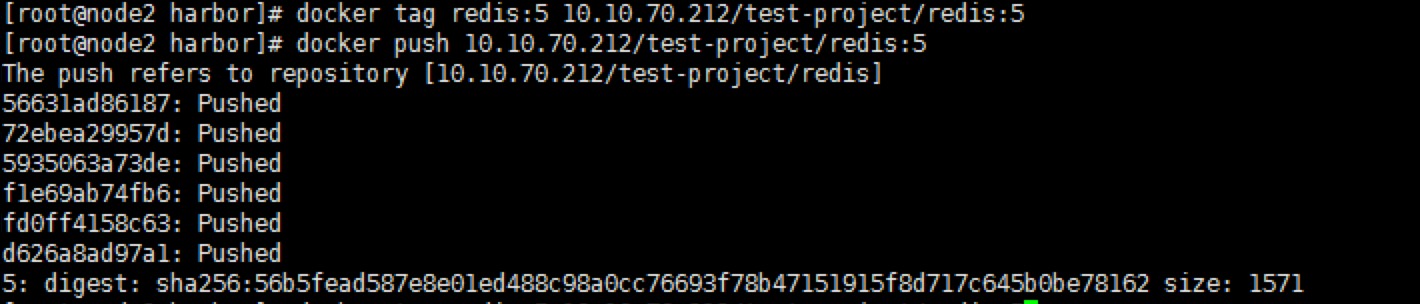 [root@node2 harbor]# docker tag redis:5 10.10.70.212/test-project/redis:5
[root@node2 harbor]# docker push 10.10.70.212/test-project/redis:5
The push refers to repository [10.10.70.212/test-project/redis]
56631ad86187: Pushed
72ebea29957d: Pushed
5935063a73de: Pushed
f1e69ab74fb6: Pushed
fd0ff4158c63: Pushed
d626a8ad97a1: Pushed
5: digest: sha256:56b5fead587e8e01ed488c98a0cc76693f78b47151915f8d717c645b0be78162 size: 1571